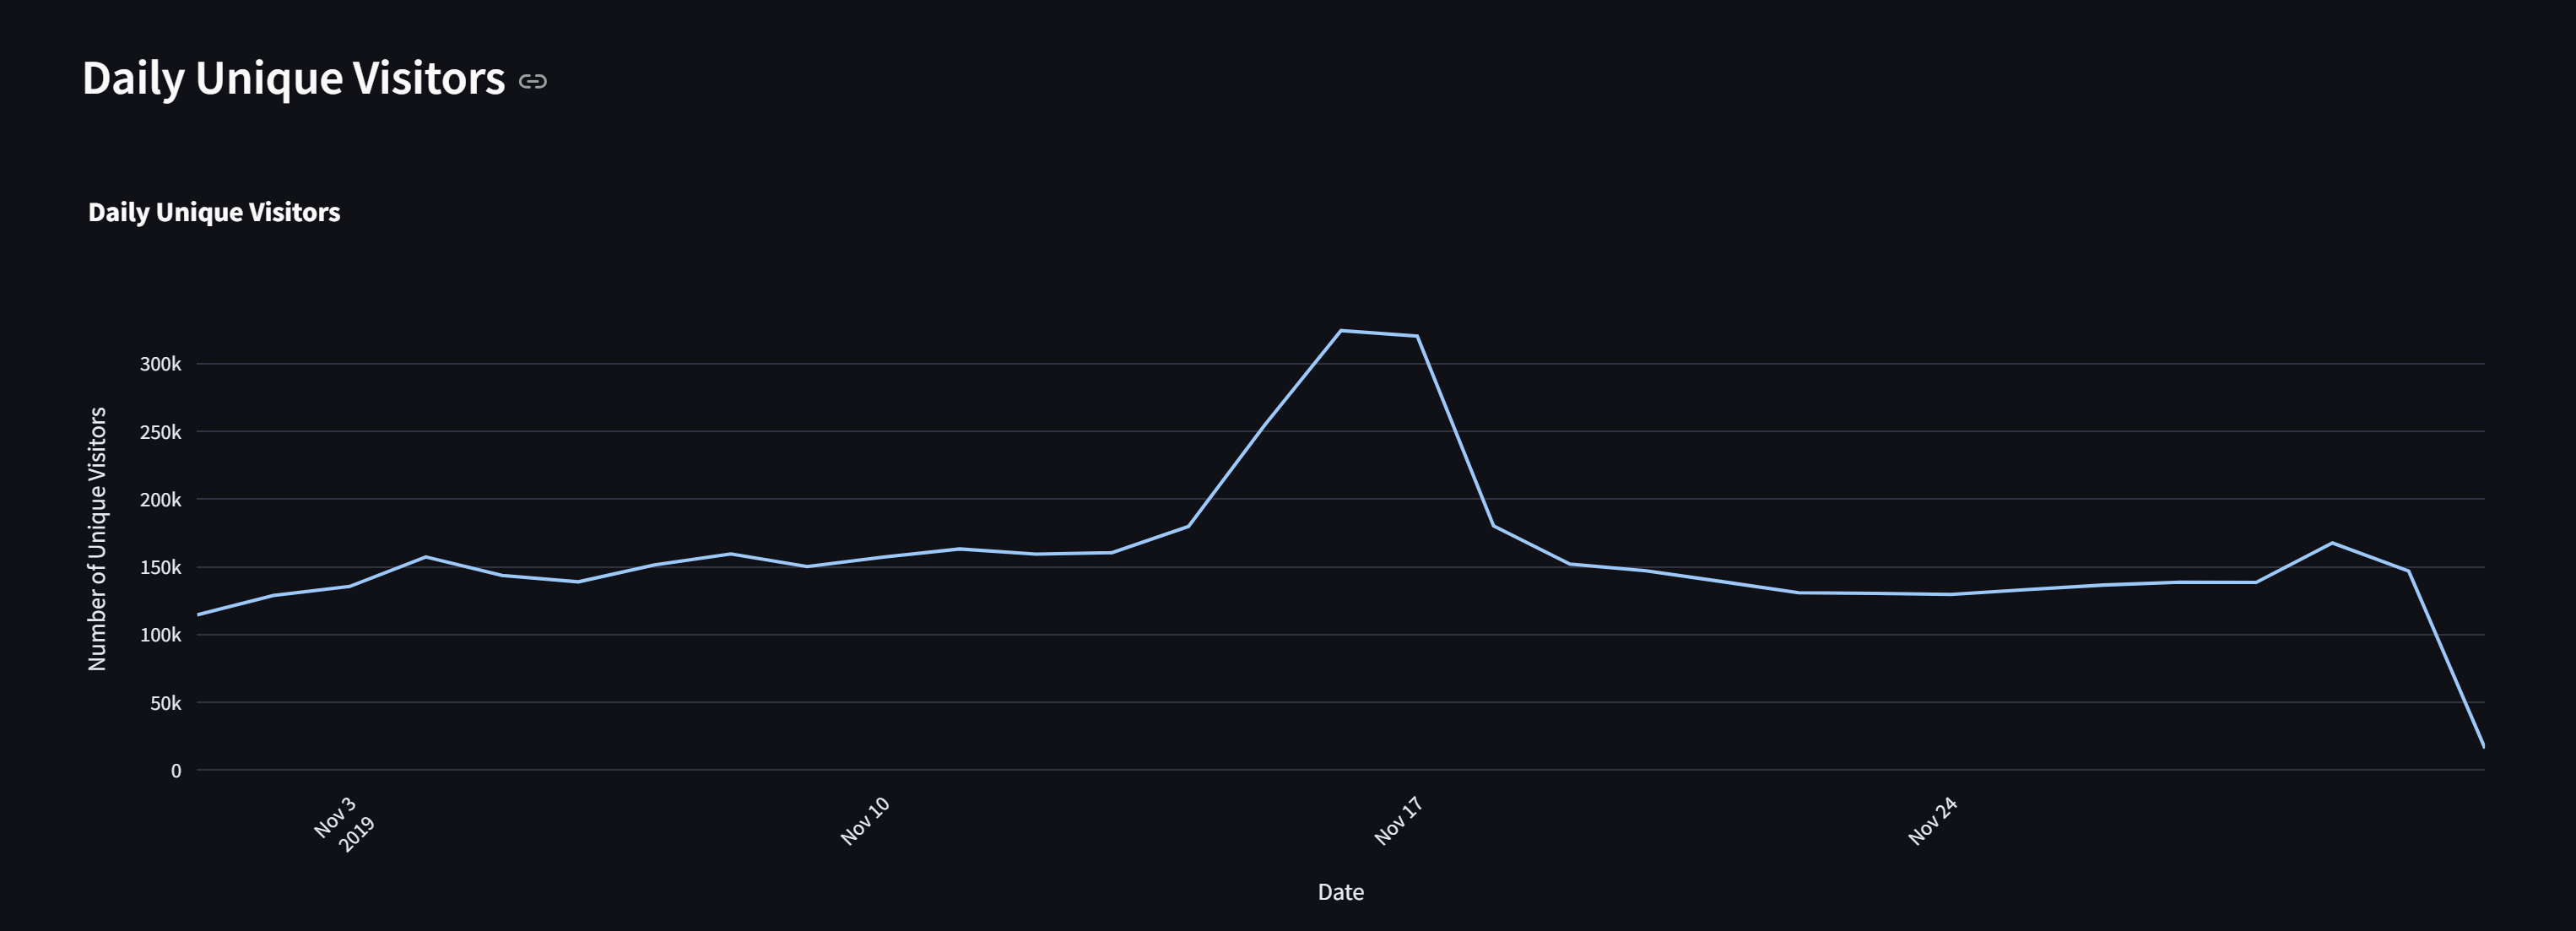 Daily Unique Visitors
Daily Unique Visitors
Number of Unique Visitors
300k
250k
200k
150k
100k
50k
0
Nov 3
2019
Nov 10
Nov 17
Nov 24
Date